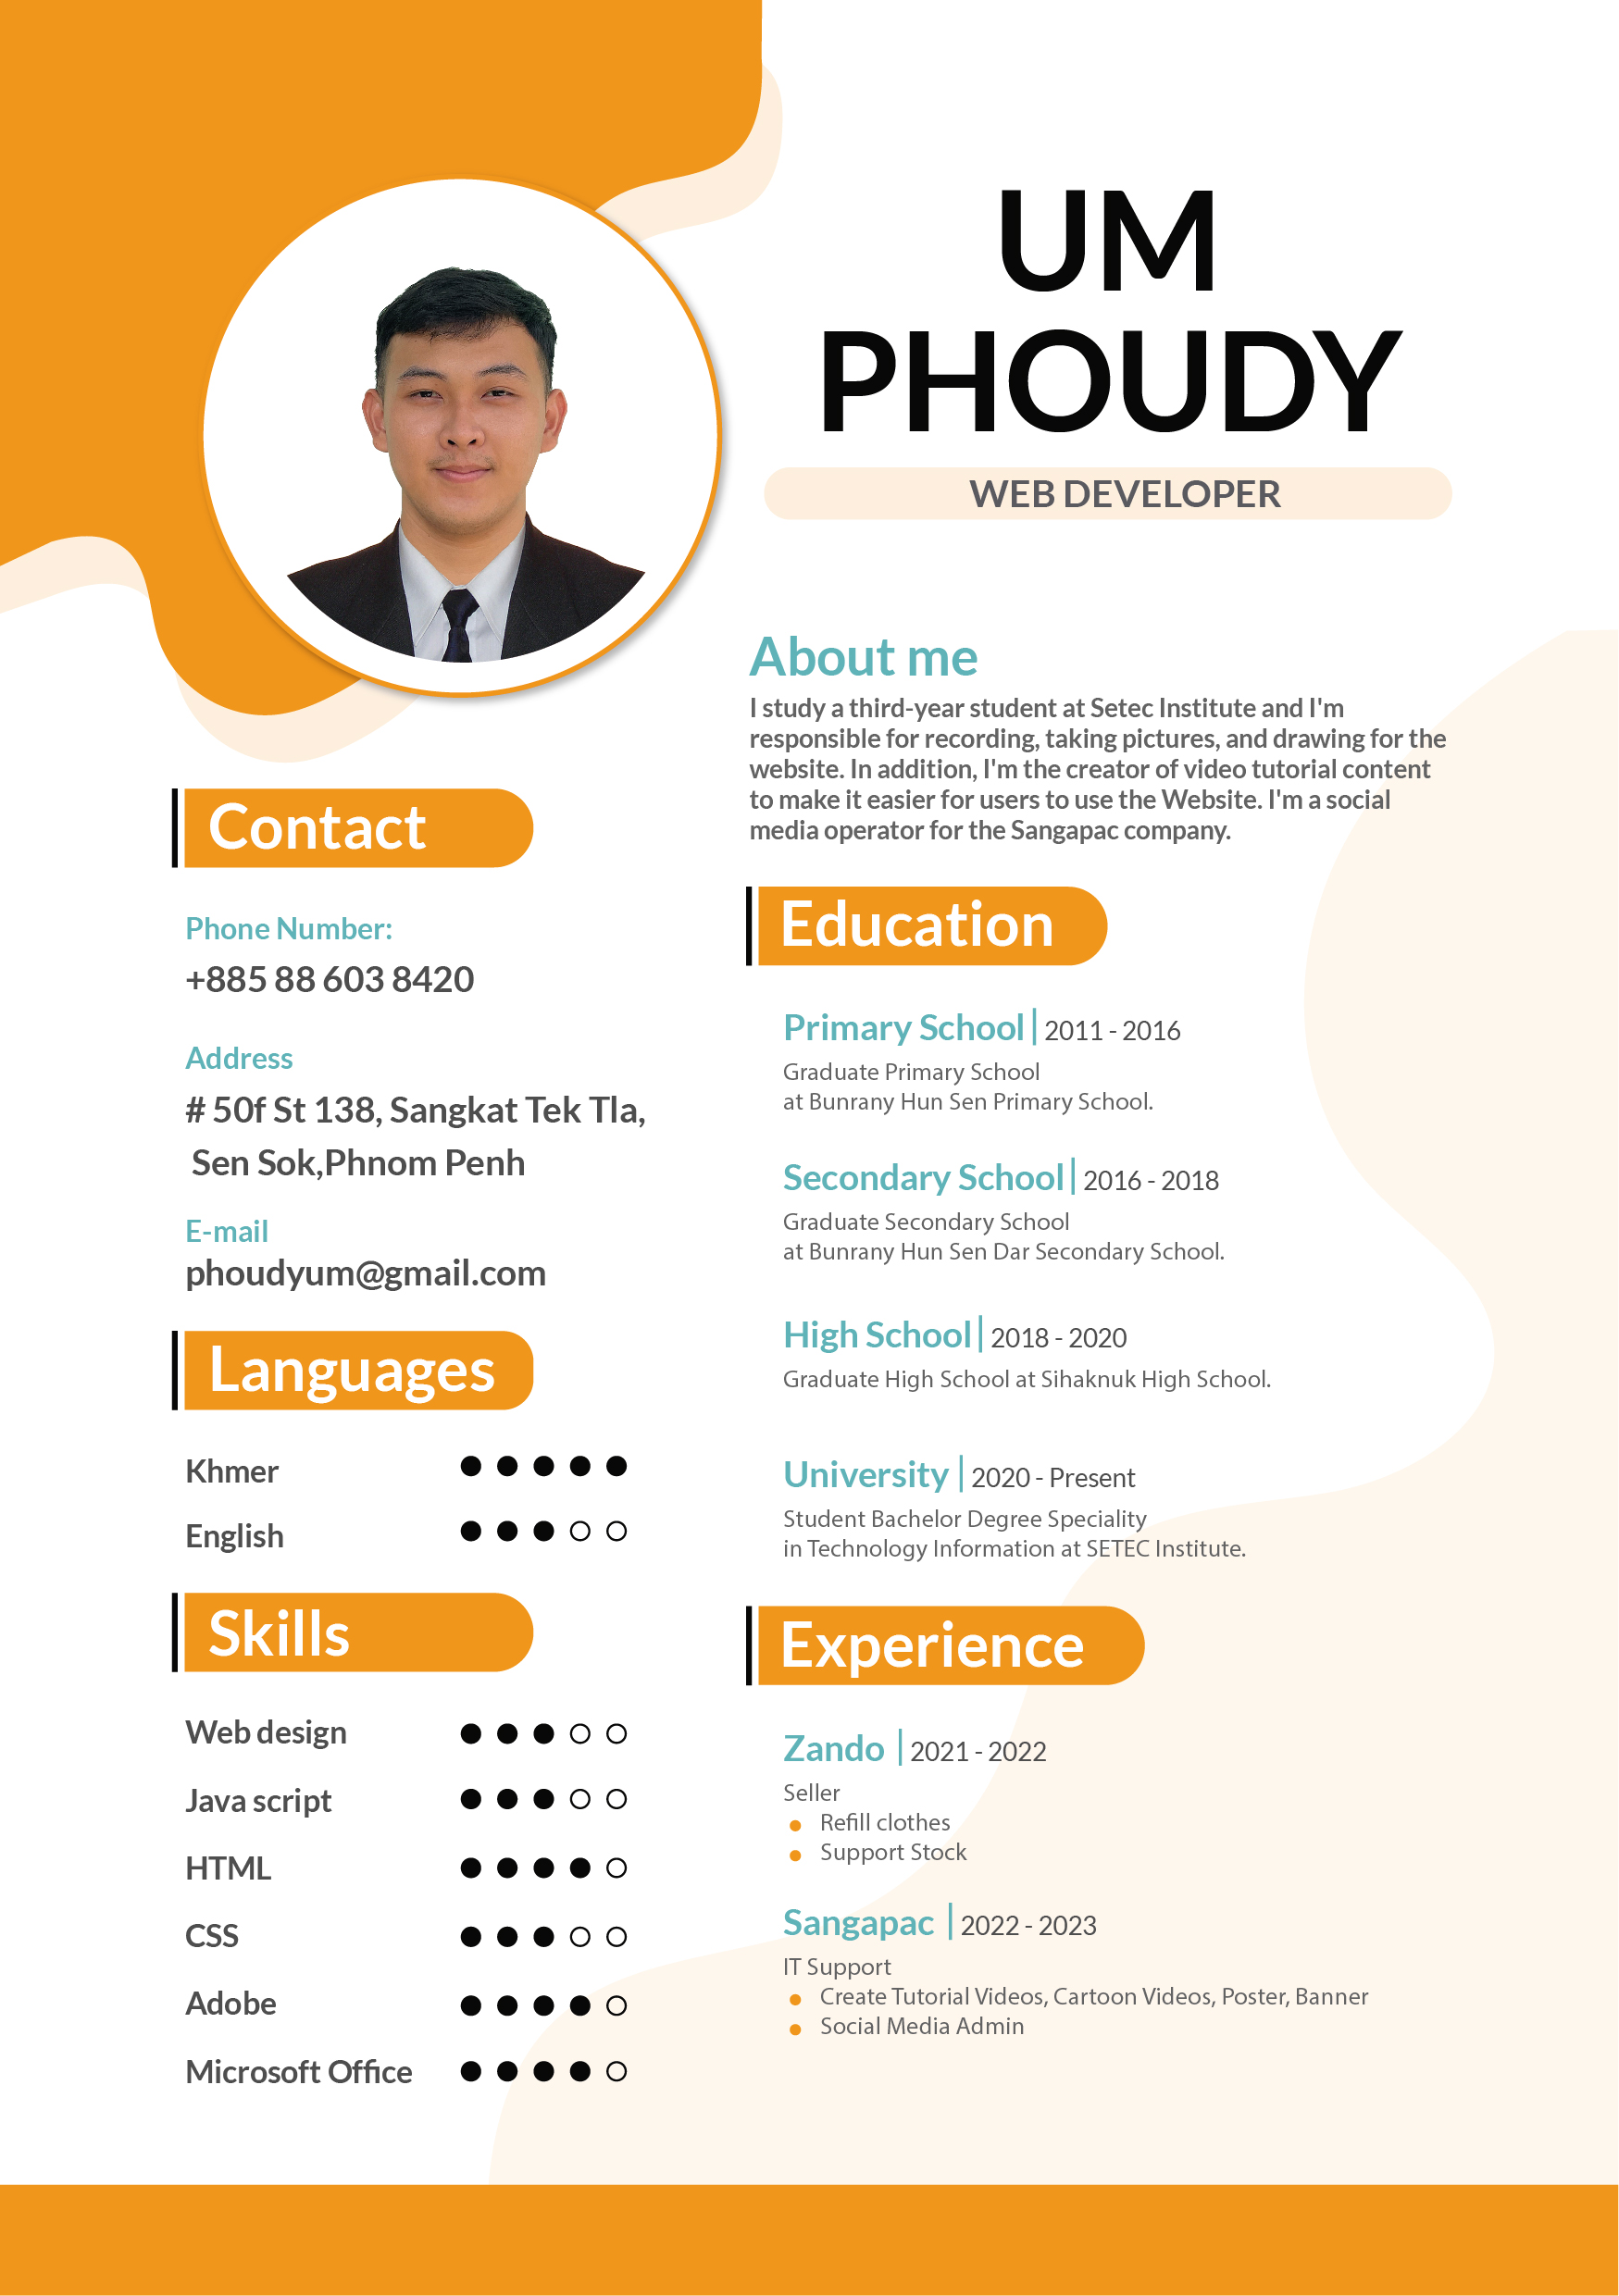 UM
PHOUDY
WEB DEVELOPER
About me
I study a third-year student at Setec Institute and I'm
responsible for recording, taking pictures, and drawing for the
website. In addition, I'm the creator of video tutorial content
to make it easier for users to use the Website. I'm a social
media operator for the Sangapac company.
Contact
Phone Number:
+885 88 603 8420
Address
# 50f St 138, Sangkat Tek Tla,
Sen Sok,Phnom Penh
E-mail
phoudyum@gmail.com
Languages
Khmer
English
Skills
Web design
Java script
HTML
CSS
Adobe
Microsoft Office
Education
Primary School| 2011 - 2016
Graduate Primary School
at Bunrany Hun Sen Primary School.
Secondary School| 2016 - 2018
Graduate Secondary School
at Bunrany Hun Sen Dar Secondary School.
High School| 2018 - 2020
Graduate High School at Sihaknuk High School.
University | 2020 - Present
Student Bachelor Degree Speciality
in Technology Information at SETEC Institute.
Experience
Zando | 2021 - 2022
Seller
Refill clothes
Support Stock
Sangapac | 2022 - 2023
IT Support
Create Tutorial Videos, Cartoon Videos, Poster, Banner
Social Media Admin